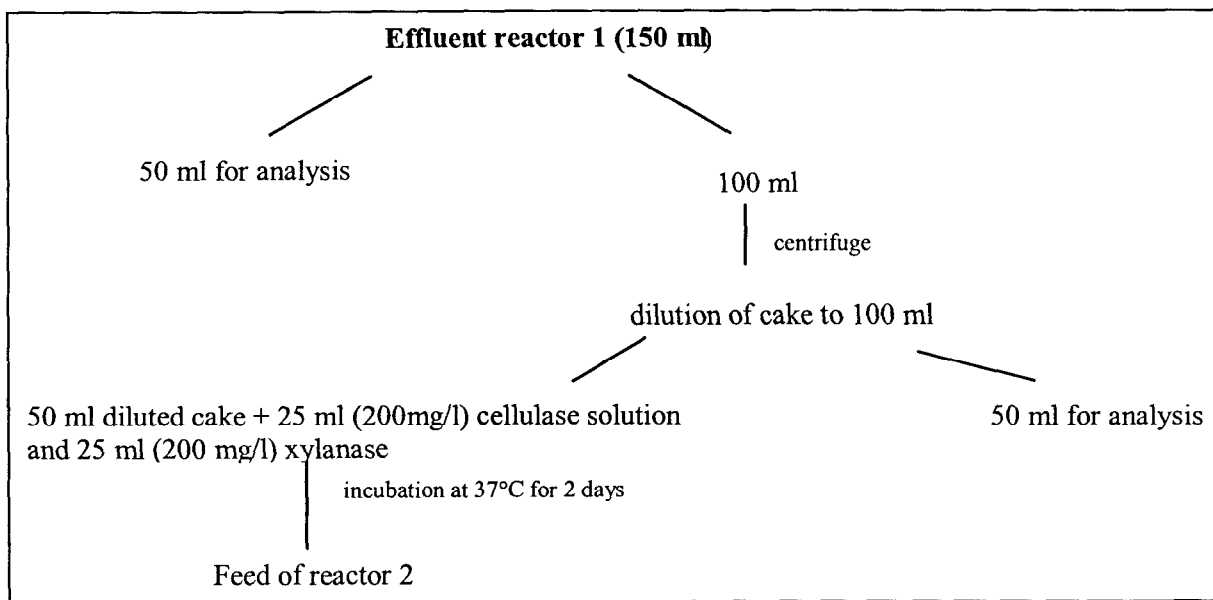 Effluent reactor 1 (150 ml)
50 ml for analysis
100 ml
centrifuge
dilution of cake to 100 ml
50 ml diluted cake + 25 ml (200mg/l) cellulase solution
and 25 ml (200 mg/l) xylanase
50 ml for analysis
incubation at 37°C for 2 days
Feed of reactor 2